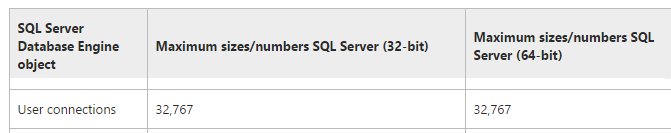 SQL Server
Database Engine
object
Maximum sizes/numbers SQL Server (32-bit)
Maximum sizes/numbers SQL
Server (64-bit)
User connections
32,767
32,767